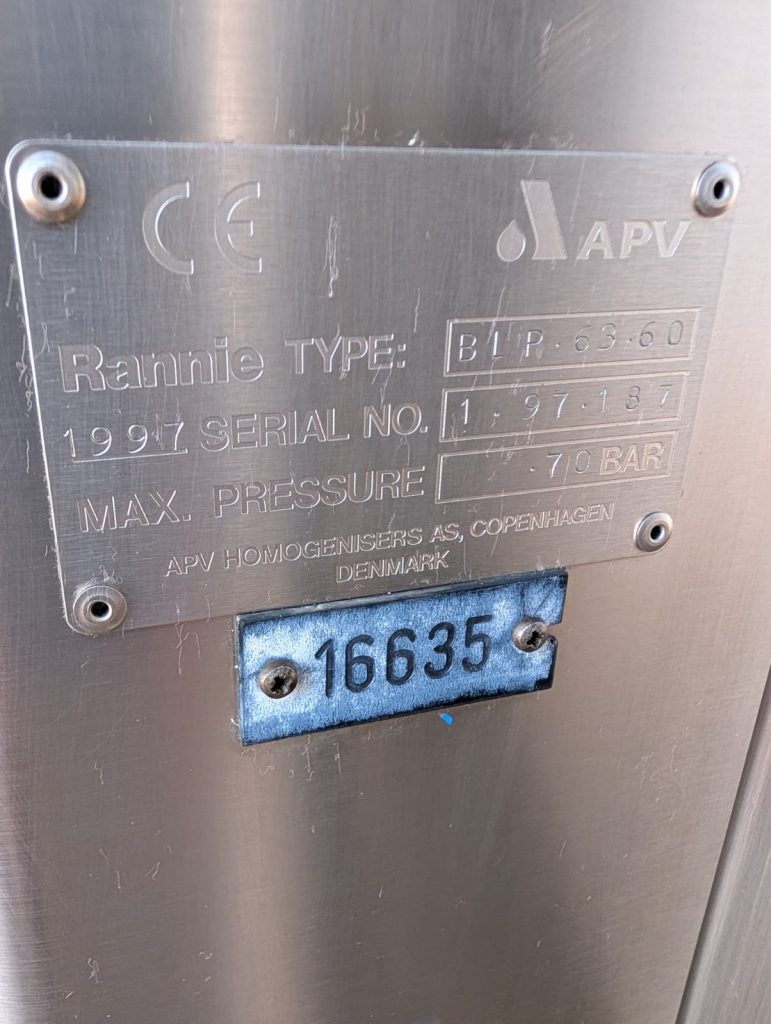 CE APV
Rannie TYPE: BLP·63·60
1997 SERIAL NO. 1·97·187
MAX. PRESSURE ·70 BAR
APV HOMOGENISERS AS, COPENHAGEN
DENMARK
16635